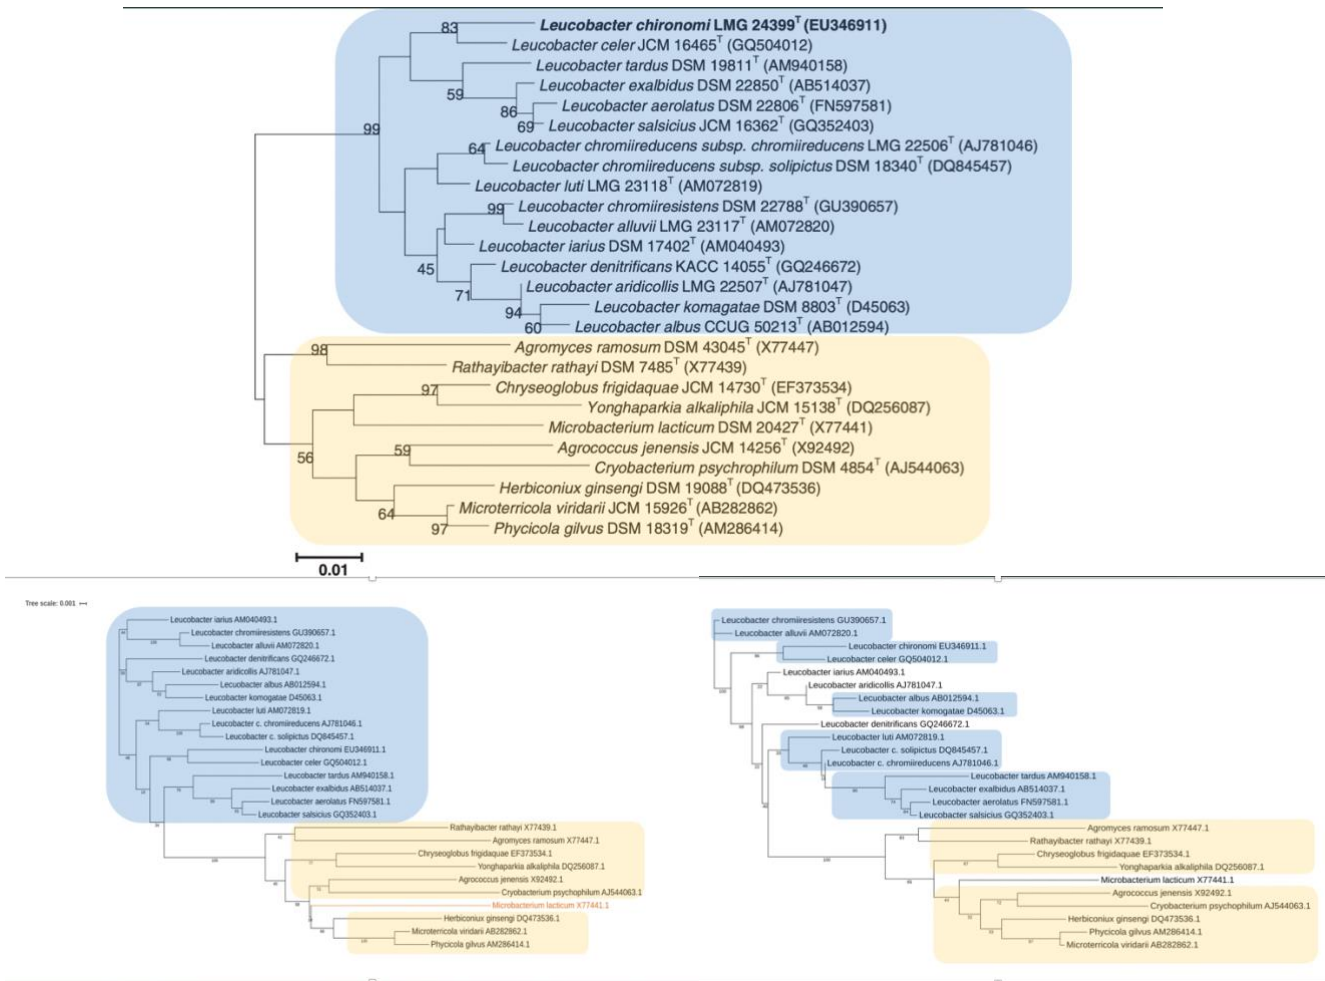 83
Leucobacter chironomi LMG 24399T (EU346911)
Leucobacter celer JCM 16465T (GQ504012)
Leucobacter tardus DSM 19811T (AM940158)
59
Leucobacter exalbidus DSM 22850T (AB514037)
86
Leucobacter aerolatus DSM 22806T (FN597581)
69
Leucobacter salsicius JCM 16362T (GQ352403)
99
64
Leucobacter chromiireducens subsp. chromiireducens LMG 22506T (AJ781046)
Leucobacter chromiireducens subsp. solipictus DSM 18340T (DQ845457)
Leucobacter luti LMG 23118T (AM072819)
99
Leucobacter chromiiresistens DSM 22788T (GU390657)
Leucobacter alluvii LMG 23117T (AM072820)
Leucobacter iarius DSM 17402T (AM040493)
45
Leucobacter denitrificans KACC 14055T (GQ246672)
71
Leucobacter aridicollis LMG 22507T (AJ781047)
94
Leucobacter komagatae DSM 8803T (D45063)
60
Leucobacter albus CCUG 50213T (AB012594)
98
Agromyces ramosum DSM 43045T (X77447)
Rathayibacter rathayi DSM 7485T (X77439)
97
Chryseoglobus frigidaquae JCM 14730T (EF373534)
Yonghaparkia alkaliphila JCM 15138T (DQ256087)
Microbacterium lacticum DSM 20427T (X77441)
56
59
Agrococcus jenensis JCM 14256T (X92492)
Cryobacterium psychrophilum DSM 4854T (AJ544063)
Herbiconiux ginsengi DSM 19088T (DQ473536)
64
Microterricola viridarii JCM 15926T (AB282862)
97
Phycicola gilvus DSM 18319T (AM286414)
0.01
Tree scale: 0.001
Leucobacter iarius AM040493.1
Leucobacter chromiiresistens GU390657.1
Leucobacter alluvii AM072820.1
Leucobacter denitrificans GQ246672.1
Leucobacter aridicollis AJ781047.1
Leucobacter albus AB012594.1
Leucobacter komogatae D45063.1
Leucobacter luti AM072819.1
Leucobacter c. chromiireducens AJ781046.1
Leucobacter c. solipictus DQ845457.1
Leucobacter chironomi EU346911.1
Leucobacter celer GQ504012.1
Leucobacter tardus AM940158.1
Leucobacter exalbidus AB514037.1
Leucobacter aerolatus FN597581.1
Leucobacter salsicius GQ352403.1
Rathayibacter rathayi X77439.1
Agromyces ramosum X77447.1
Chryseoglobus frigidaquae EF373534.1
Yonghaparkia alkaliphila DQ256087.1
Agrococcus jenensis X92492.1
Cryobacterium psychophilum AJ544063.1
Microbacterium lacticum X77441.1
Herbiconux ginsengi DQ473536.1
Microterricola viridarii AB282862.1
Phycicola gilvus AM286414.1
Leucobacter chromiiresistens GU390657.1
Leucobacter alluvii AM072820.1
Leucobacter chironomi EU346911.1
Leucobacter celer GQ504012.1
Leucobacter iarius AM040493.1
Leucobacter aridicollis AJ781047.1
Leucobacter albus AB012594.1
Leucobacter komogatae D45063.1
Leucobacter denitrificans GQ246672.1
Leucobacter luti AM072819.1
Leucobacter c. solipictus DQ845457.1
Leucobacter c. chromiireducens AJ781046.1
Leucobacter tardus AM940158.1
Leucobacter exalbidus AB514037.1
Leucobacter aerolatus FN597581.1
Leucobacter salsicius GQ352403.1
Agromyces ramosum X77447.1
Rathayibacter rathayi X77439.1
Chryseoglobus frigidaquae EF373534.1
Yonghaparkia alkaliphila DQ256087.1
Microbacterium lacticum X77441.1
Agrococcus jenensis X92492.1
Cryobacterium psychophilum AJ544063.1
Herbiconux ginsengi DQ473536.1
Phycicola gilvus AM286414.1
Microterricola viridarii AB282862.1